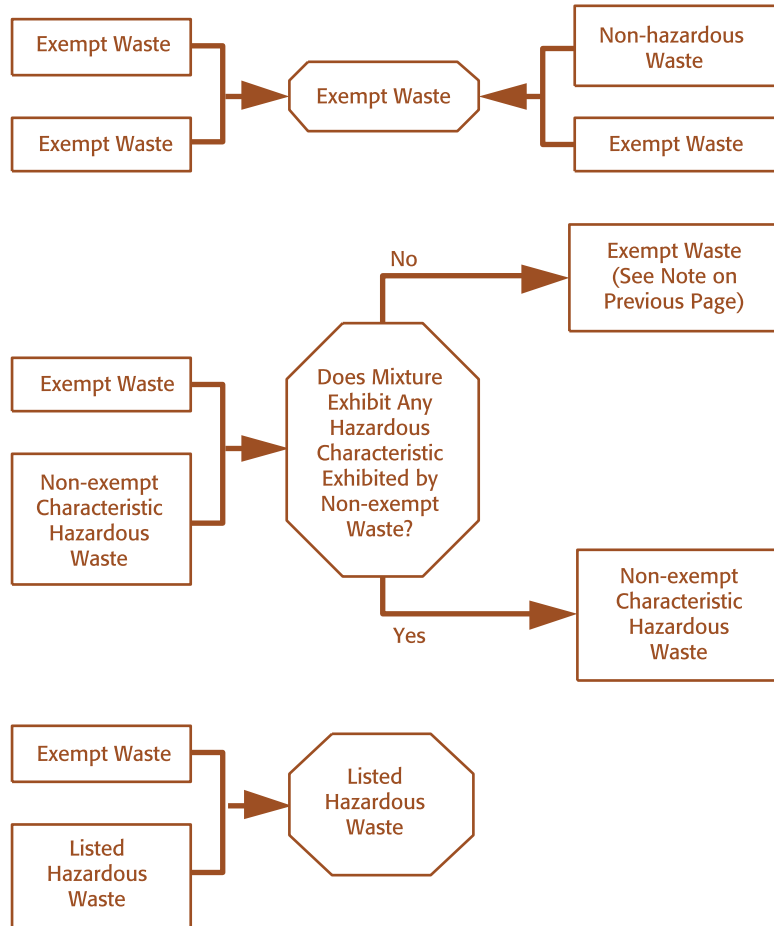 Exempt Waste
Exempt Waste
Exempt Waste
Non-hazardous
Waste
Exempt Waste
No
Exempt Waste
(See Note on
Previous Page)
Exempt Waste
Non-exempt
Characteristic
Hazardous
Waste
Does Mixture
Exhibit Any
Hazardous
Characteristic
Exhibited by
Non-exempt
Waste?
Yes
Non-exempt
Characteristic
Hazardous
Waste
Exempt Waste
Listed
Hazardous
Waste
Listed
Hazardous
Waste